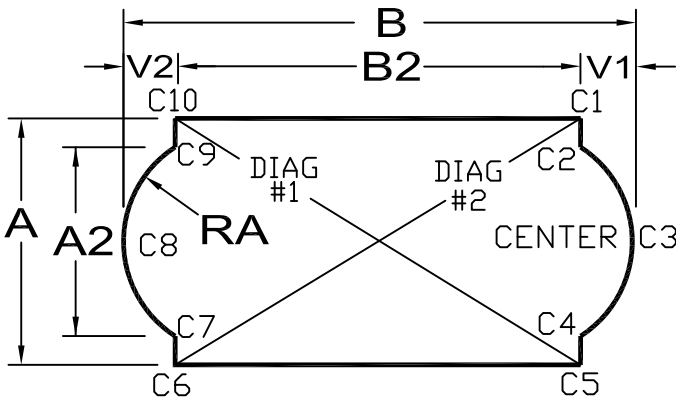 B
V2 B2 V1
C10 C1
C9 C2
DIAG #1
DIAG #2
A A2 RA
C8 CENTER C3
C7 C4
C6 C5